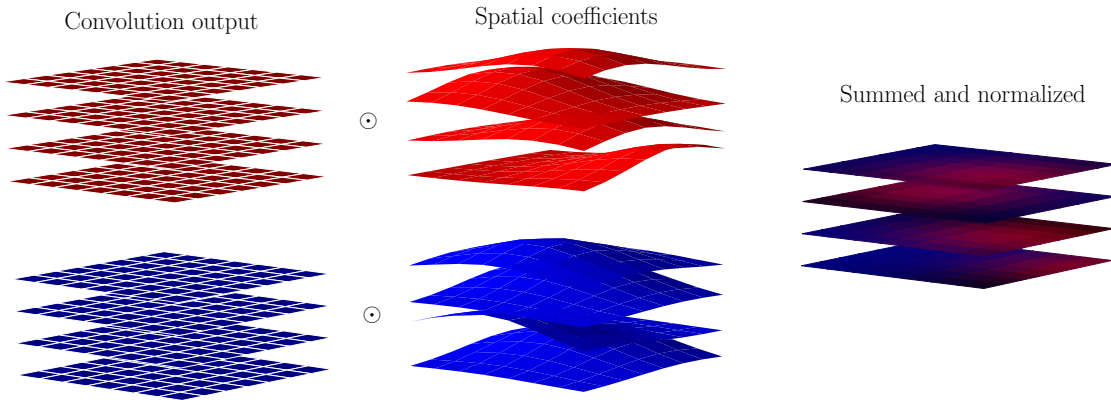 Convolution output
Spatial coefficients
Summed and normalized
⊙
⊙